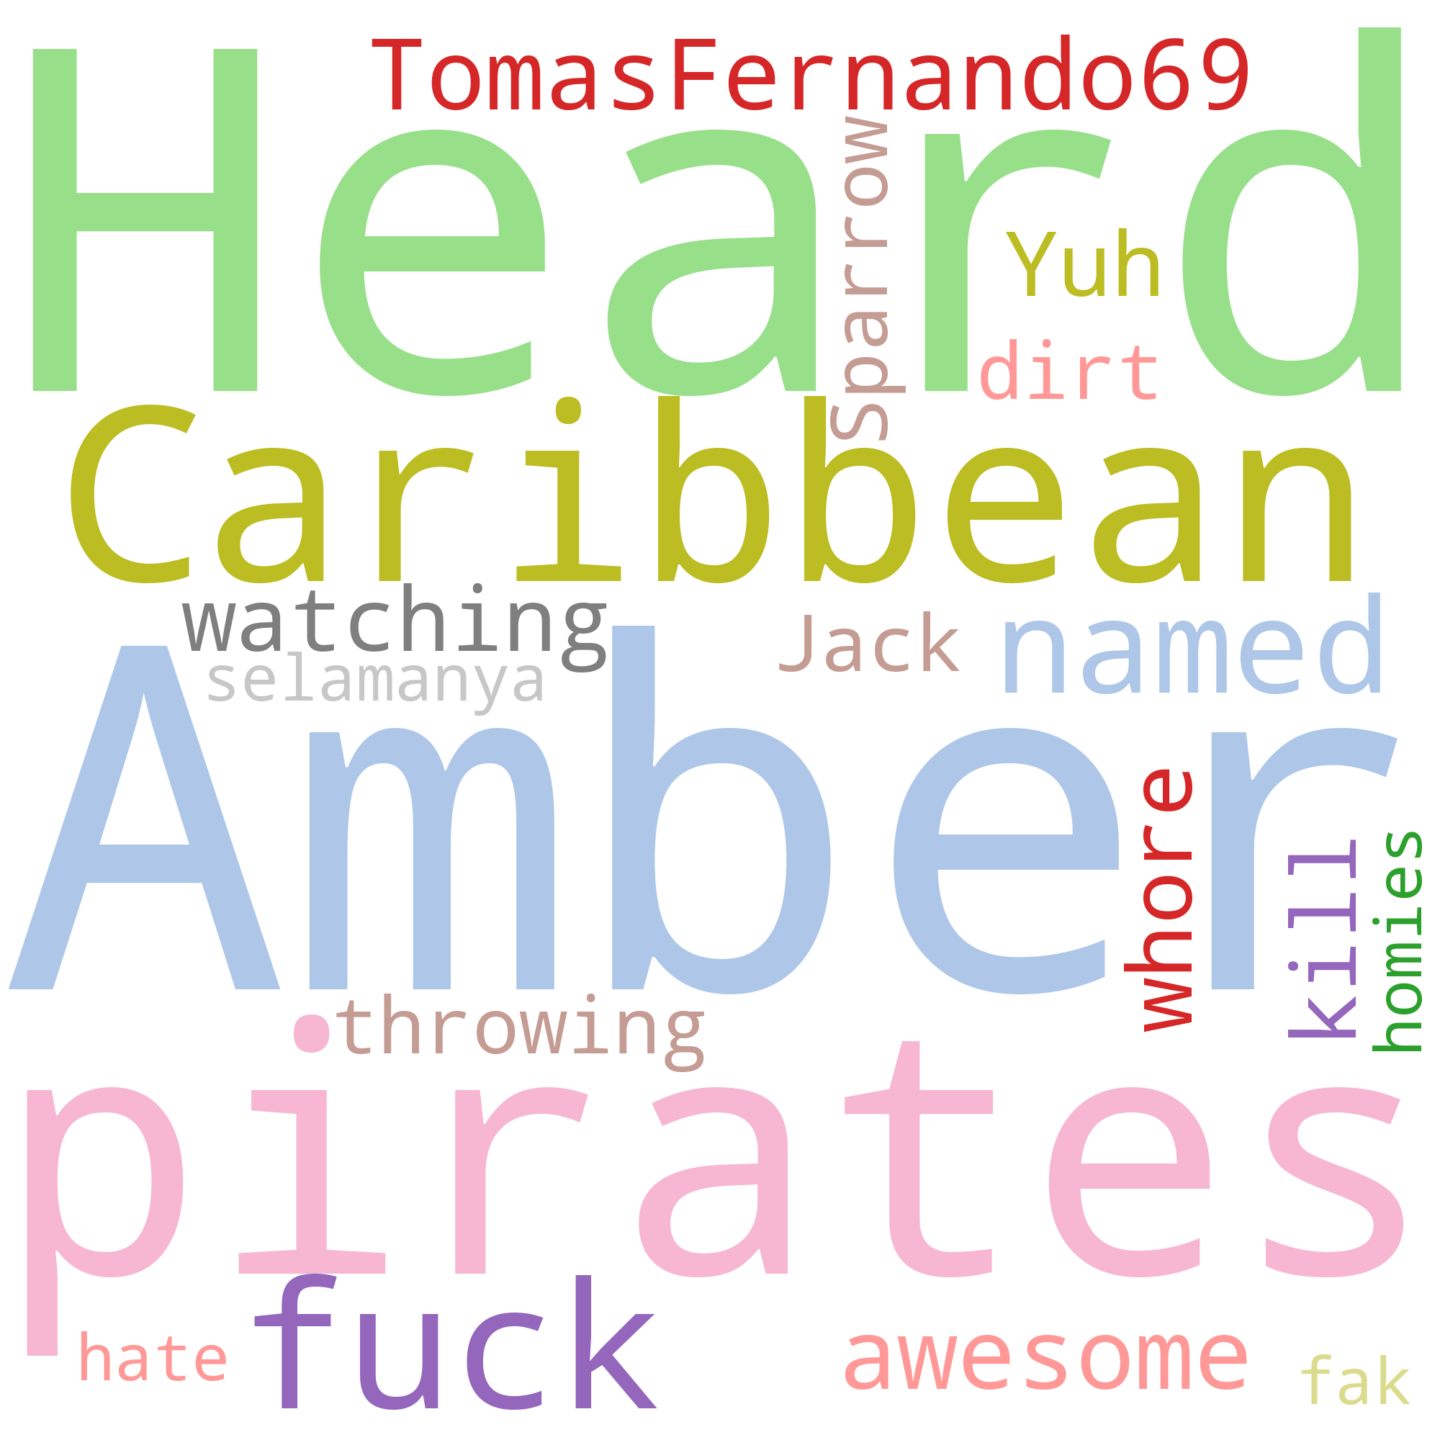 TomasFernando69
Heard
Sparrow
Yuh
dirt
Caribbean
watching
selamanya
Jack
named
Amber
whore
kill
homies
throwing
pirates
hate
fuck
awesome
fak